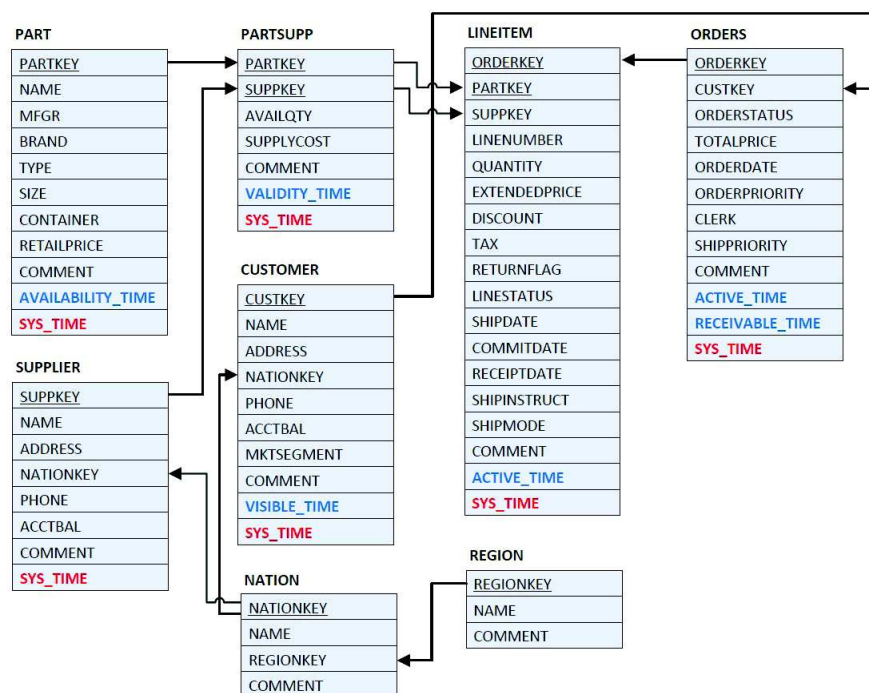 PART
PARTKEY
NAME
MFGR
BRAND
TYPE
SIZE
CONTAINER
RETAILPRICE
COMMENT
AVAILABILITY_TIME
SYS_TIME
SUPPLIER
SUPPKEY
NAME
ADDRESS
NATIONKEY
PHONE
ACCTBAL
COMMENT
SYS_TIME
PARTSUPP
PARTKEY
SUPPKEY
AVAILQTY
SUPPLYCOST
COMMENT
VALIDITY_TIME
SYS_TIME
CUSTOMER
CUSTKEY
NAME
ADDRESS
NATIONKEY
PHONE
ACCTBAL
MKTSEGMENT
COMMENT
VISIBLE_TIME
SYS_TIME
NATION
NATIONKEY
NAME
REGIONKEY
COMMENT
LINEITEM
ORDERKEY
PARTKEY
SUPPKEY
LINENUMBER
QUANTITY
EXTENDEDPRICE
DISCOUNT
TAX
RETURNFLAG
LINESTATUS
SHIPDATE
COMMITDATE
RECEIPTDATE
SHIPINSTRUCT
SHIPMODE
COMMENT
ACTIVE_TIME
SYS_TIME
REGION
REGIONKEY
NAME
COMMENT
ORDERS
ORDERKEY
CUSTKEY
ORDERSTATUS
TOTALPRICE
ORDERDATE
ORDERPRIORITY
CLERK
SHIPPRIORITY
COMMENT
ACTIVE_TIME
RECEIVABLE_TIME
SYS_TIME